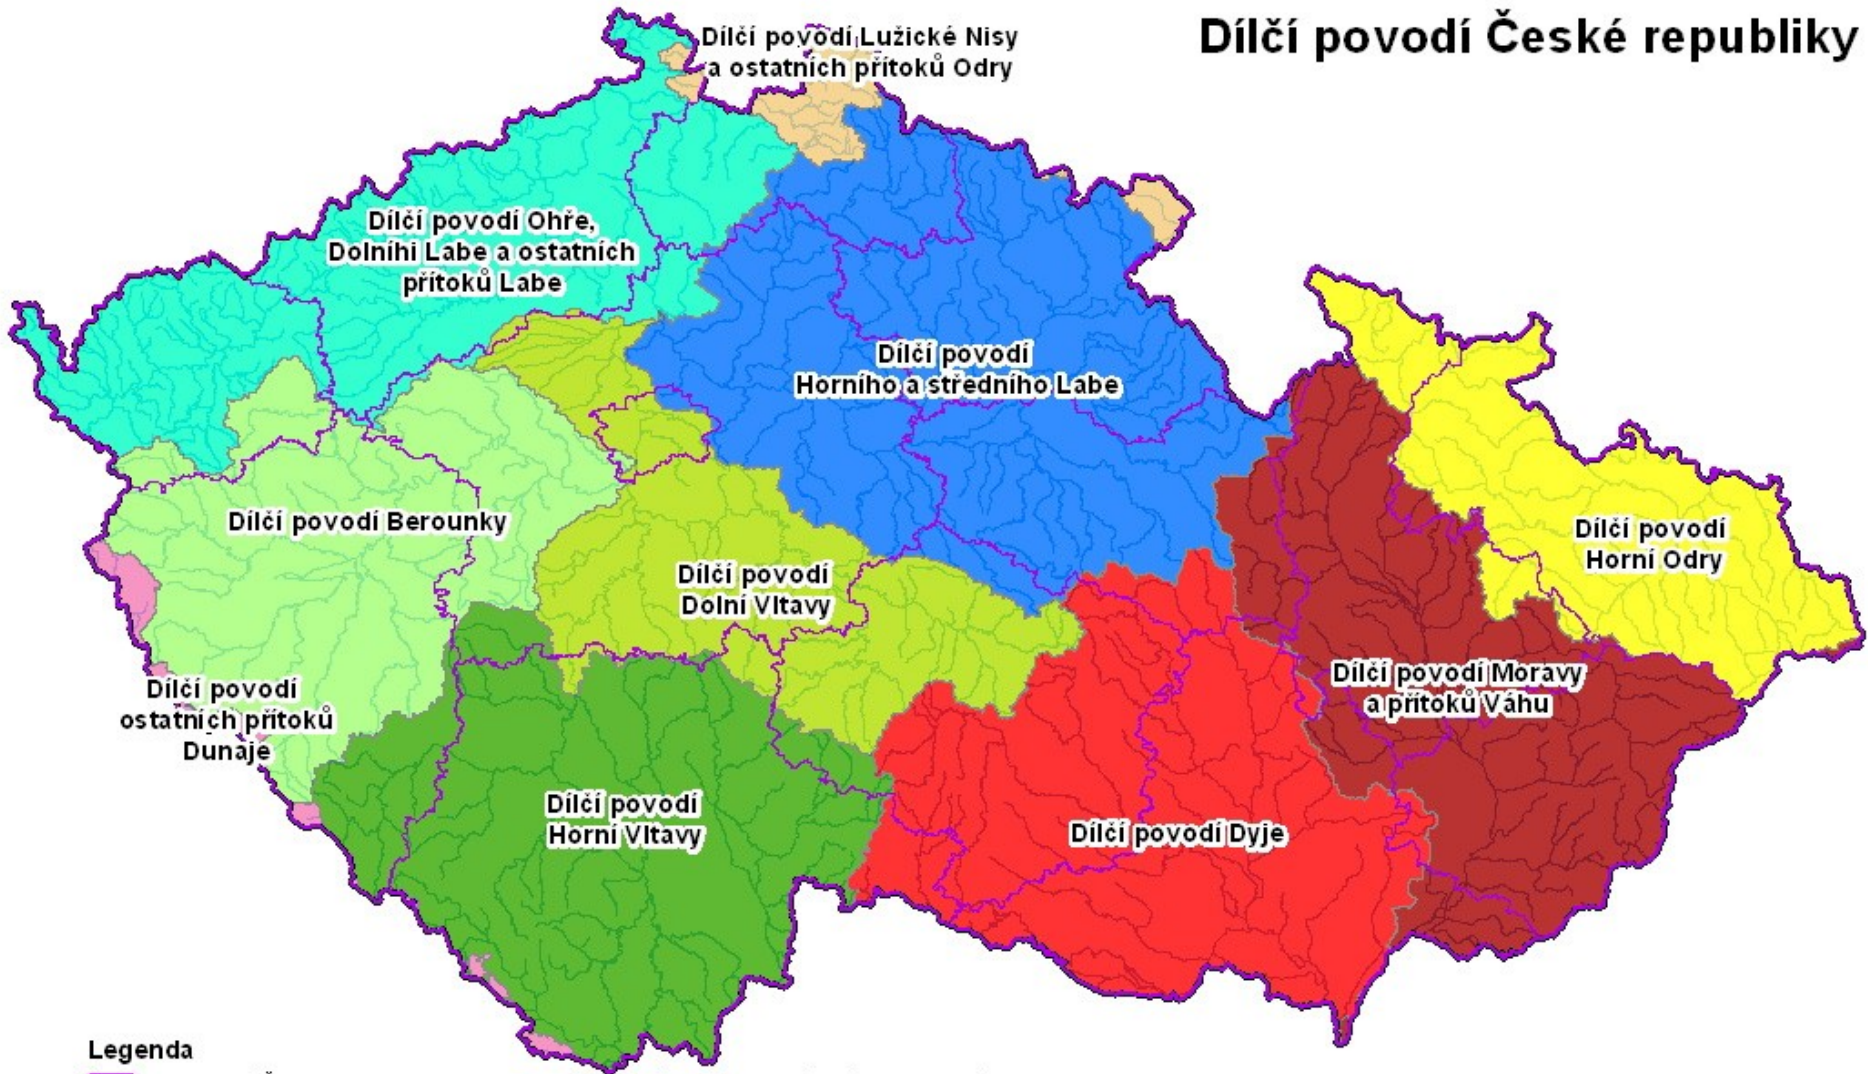 Dílčí povodí České republiky
Dílčí povodí Lužické Nisy
a ostatních přítoků Odry
Dílčí povodí Ohře,
Dolníhi Labe a ostatních
přítoků Labe
Dílčí povodí
Horního a středního Labe
Dílčí povodí Berounky
Dílčí povodí
Horní Odry
Dílčí povodí
Dolní Vltavy
Dílčí povodí Moravy
a přítoků Váhu
Dílčí povodí
ostatních přítoků
Dunaje
Dílčí povodí
Horní Vltavy
Dílčí povodí Dyje
Legenda